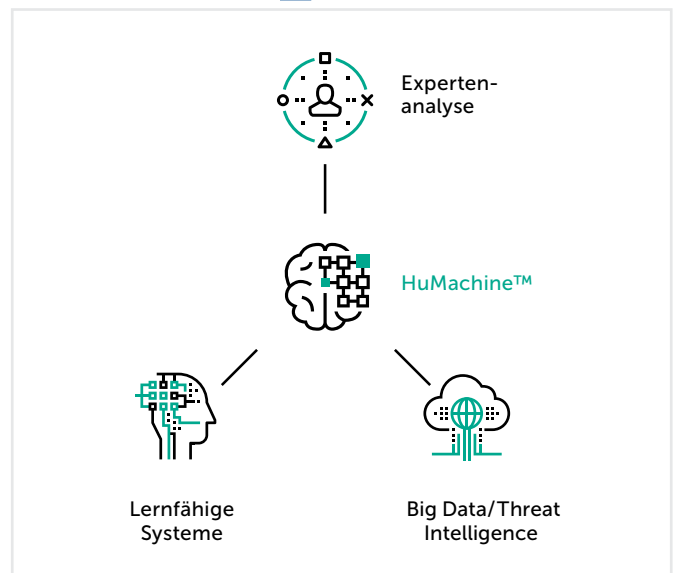 Experten-
analyse
HuMachine™
Lernfähige
Systeme
Big Data/Threat
Intelligence